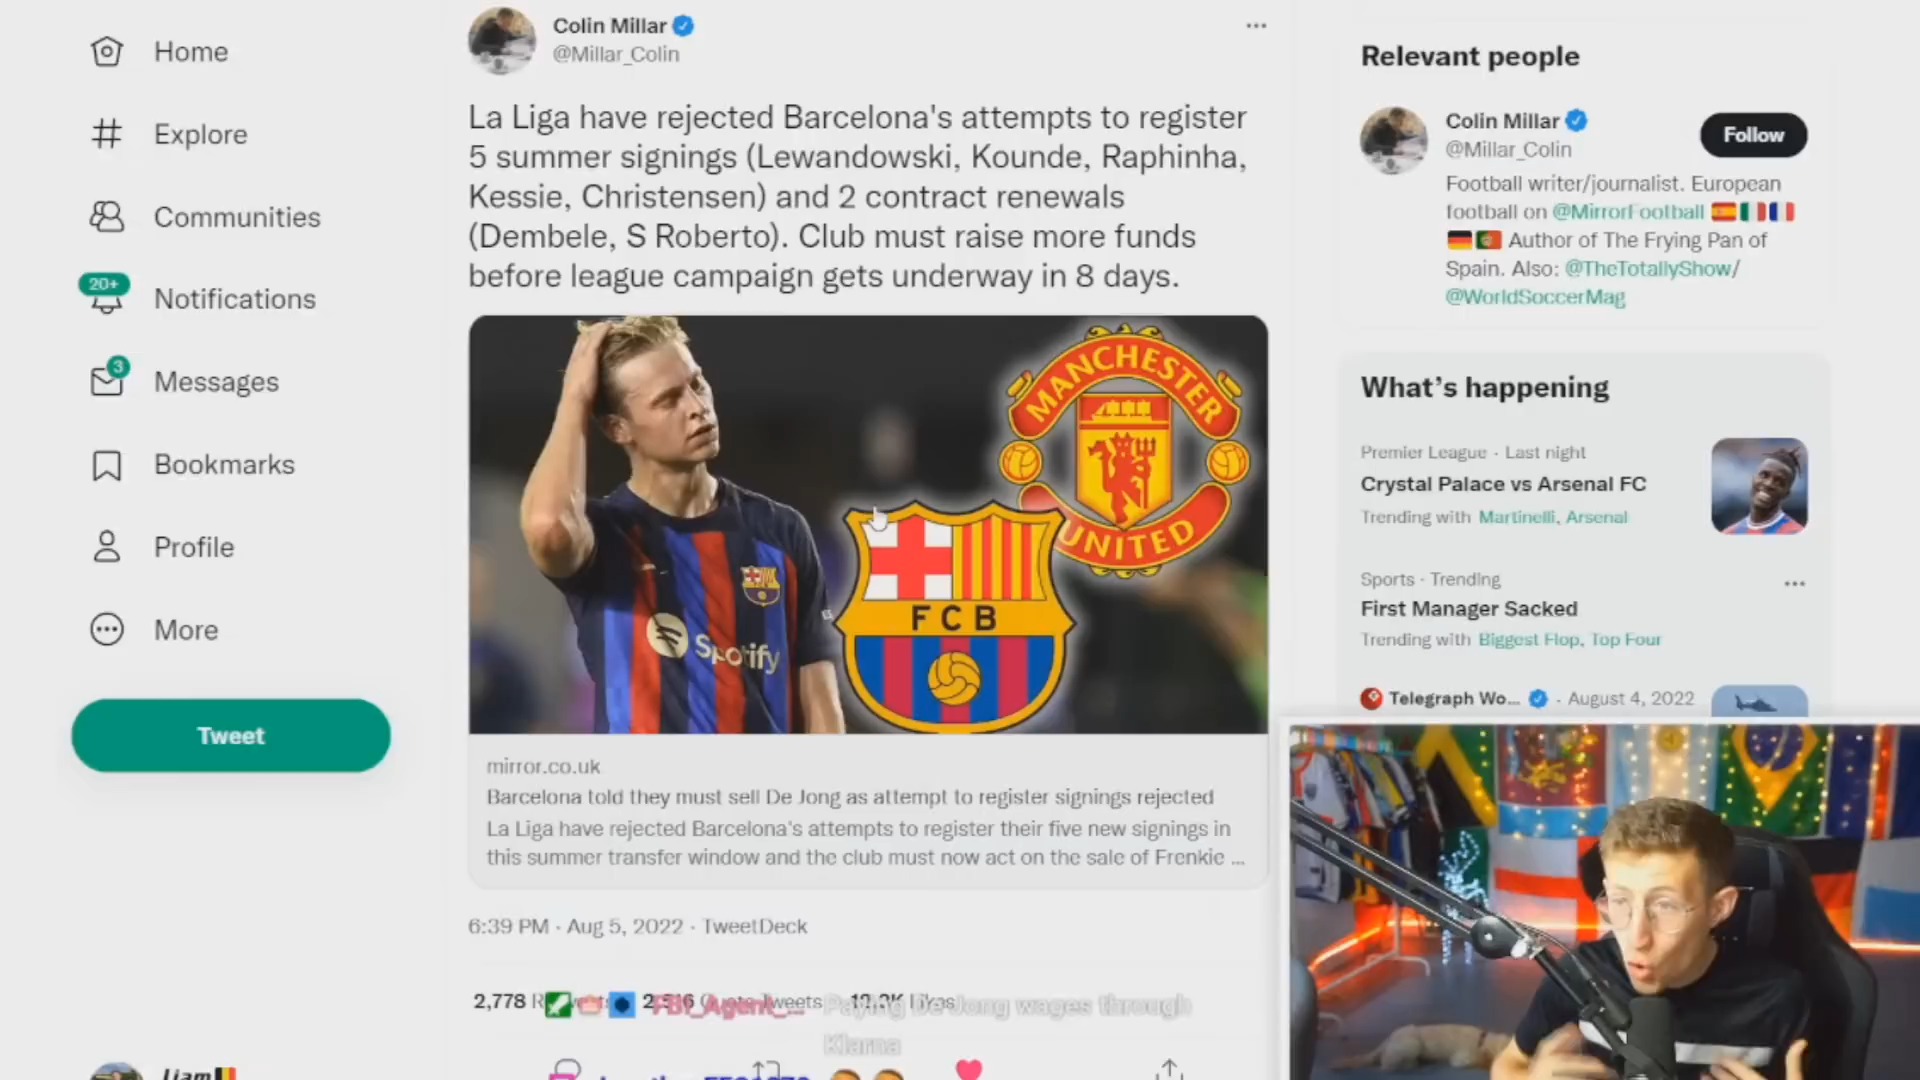 Home
Explore
Communities
20+
Notifications
3
Messages
Bookmarks
Profile
More
Tweet
Liam
Colin Millar
@Millar_Colin
La Liga have rejected Barcelona's attempts to register
5 summer signings (Lewandowski, Kounde, Raphinha,
Kessie, Christensen) and 2 contract renewals
(Dembele, S Roberto). Club must raise more funds
before league campaign gets underway in 8 days.
MANCHESTER
UNITED
FCB
Spotify
mirror.co.uk
Barcelona told they must sell De Jong as attempt to register signings rejected
La Liga have rejected Barcelona's attempts to register their five new signings in
this summer transfer window and the club must now act on the sale of Frenkie ...
6:39 PM · Aug 5, 2022 · TweetDeck
2,778
FBI_Agent_... Paying De Jong wages through
Klarna
Relevant people
Colin Millar
@Millar_Colin
Follow
Football writer/journalist. European
football on @MirrorFootball
Author of The Frying Pan of
Spain. Also: @TheTotallyShow/
@WorldSoccerMag
What's happening
Premier League · Last night
Crystal Palace vs Arsenal FC
Trending with Martinelli, Arsenal
Sports · Trending
First Manager Sacked
Trending with Biggest Flop, Top Four
Telegraph Wo... · August 4, 2022